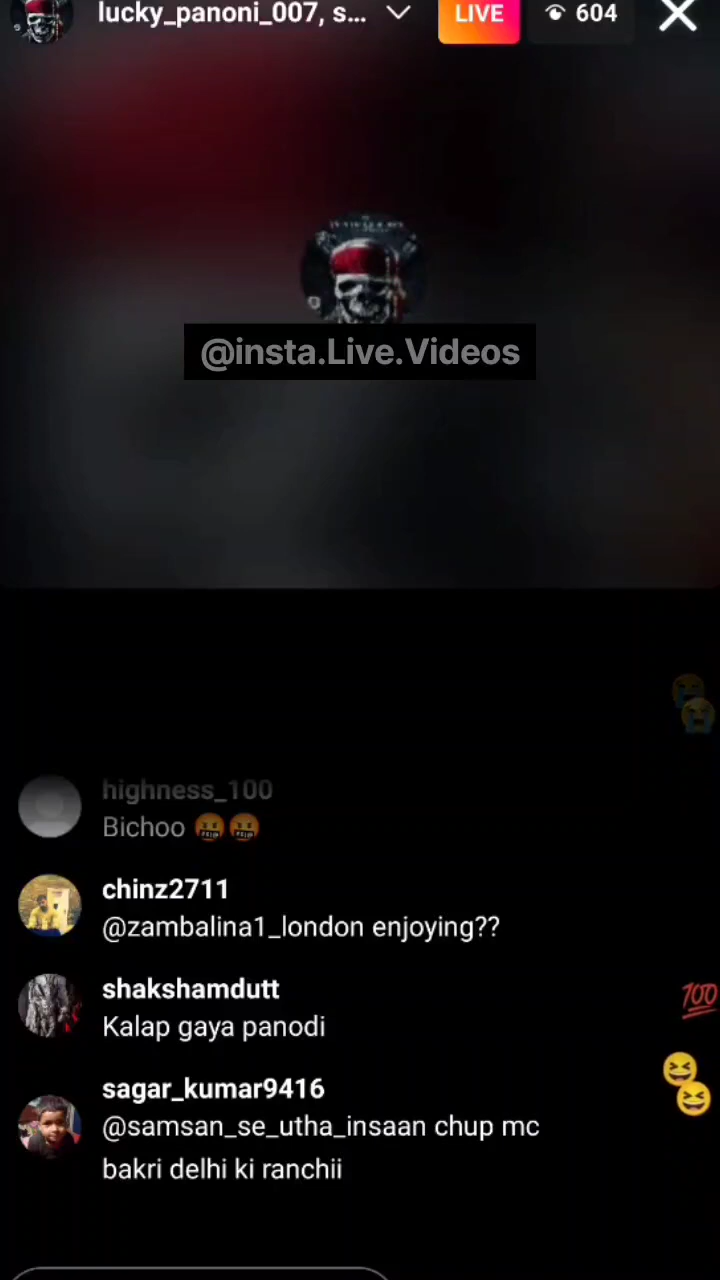 lucky_panoni_007, s...
LIVE
604
@insta.Live.Videos
highness_100
Bichoo 🤬🤬
chinz2711
@zambalina1_london enjoying??
shakshamdutt
Kalap gaya panodi
💯
sagar_kumar9416
@samsan_se_utha_insaan chup mc
bakri delhi ki ranchii